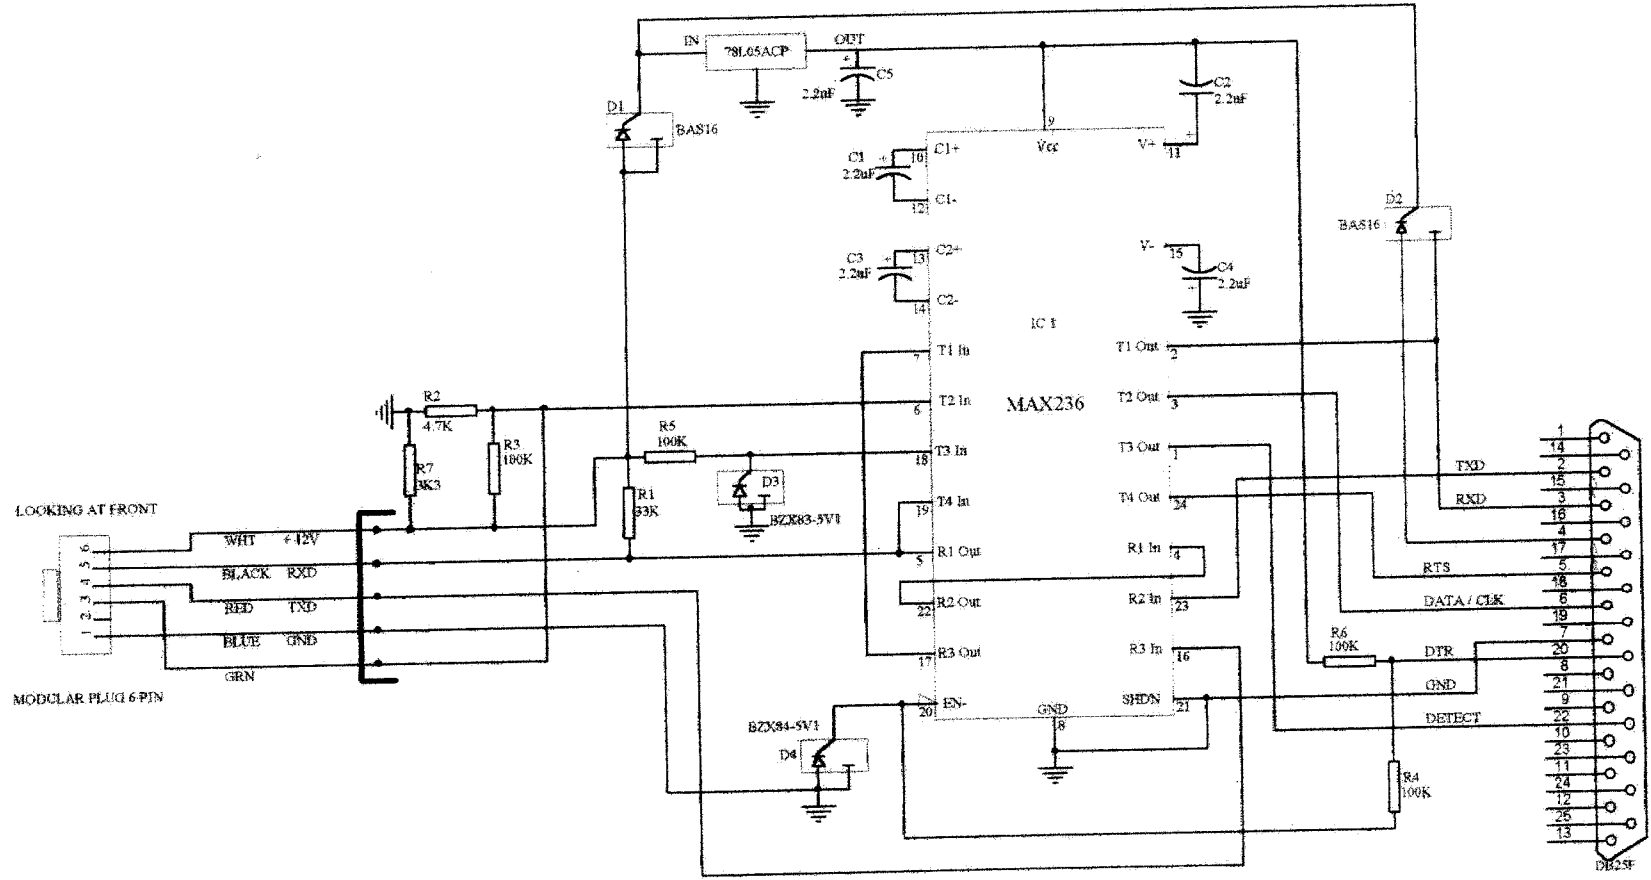 IN
78L05ACP
OUT
+
C5
2.2uF
C2
2.2uF
+
D1
BAS16
9
Vcc
V+
11
C1
2.2uF
+
10
C1+
12
C1-
D2
BAS16
C3
2.2uF
+
13
C2+
14
C2-
V-
15
C4
2.2uF
+
IC 1
MAX236
7
T1 In
T1 Out
2
6
T2 In
T2 Out
3
18
T3 In
T3 Out
1
19
T4 In
T4 Out
24
5
R1 Out
R1 In
4
22
R2 Out
R2 In
23
17
R3 Out
R3 In
16
20
EN-
SHDN
21
GND
8
R2
4.7K
R3
100K
R7
3K3
R5
100K
R1
33K
D3
BZX83-5V1
BZX84-5V1
D4
LOOKING AT FRONT
6
5
4
3
2
1
WHT +12V
BLACK RXD
RED TXD
BLUE GND
GRN
MODULAR PLUG 6-PIN
TXD
RXD
RTS
DATA / CLK
R6
100K
DTR
GND
DETECT
R4
100K
1
14
2
15
3
16
4
17
5
18
6
19
7
20
8
21
9
22
10
23
11
24
12
25
13
DB25F